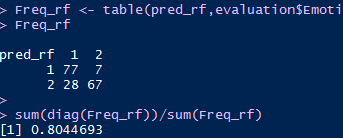 > Freq_rf <- table(pred_rf,evaluation$Emoti
> Freq_rf
pred_rf 1 2
1 77 7
2 28 67
>
> sum(diag(Freq_rf))/sum(Freq_rf)
[1] 0.8044693